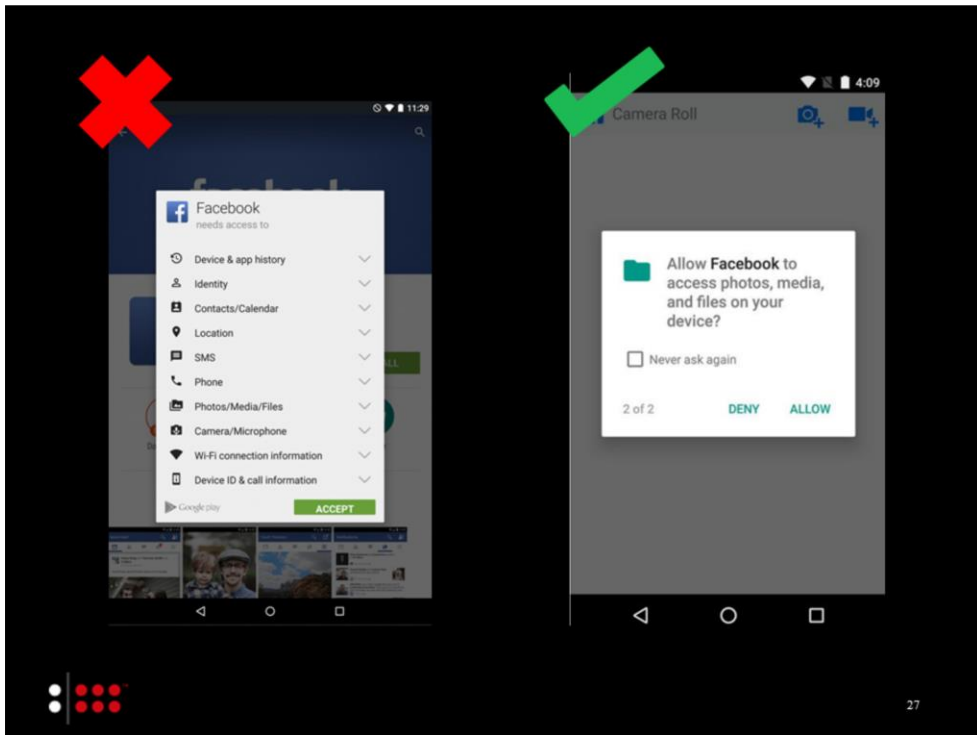 11:29
facebook
Facebook
needs access to
Device & app history
Identity
Contacts/Calendar
Location
SMS
Phone
Photos/Media/Files
Camera/Microphone
Wi-Fi connection information
Device ID & call information
Google play
ACCEPT
4:09
Camera Roll
Allow Facebook to
access photos, media,
and files on your
device?
Never ask again
2 of 2
DENY
ALLOW
27